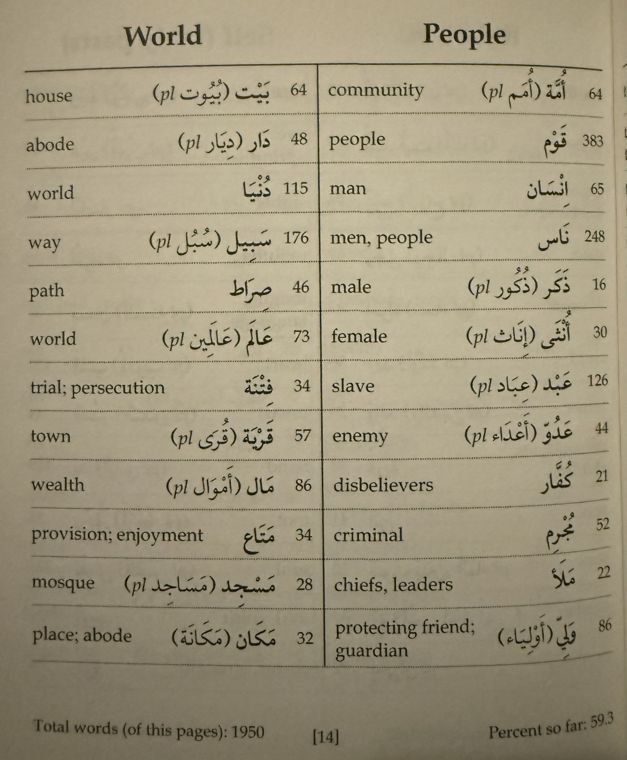 World
house بَيْت (بُيُوت pl) 64
abode دَار (دِيَار pl) 48
world دُنْيَا 115
way سَبِيل (سُبُل pl) 176
path صِرَاط 46
world عَالَم (عَالَمِين pl) 73
trial; persecution فِتْنَة 34
town قَرْيَة (قُرَى pl) 57
wealth مَال (أَمْوَال pl) 86
provision; enjoyment مَتَاع 34
mosque مَسْجِد (مَسَاجِد pl) 28
place; abode مَكَان (مَكَانَة) 32
People
community أُمَّة (أُمَم pl) 64
people قَوْم 383
man اِنْسَان 65
men, people نَاس 248
male ذَكَر (ذُكُور pl) 16
female أُنْثَى (إِنَاث pl) 30
slave عَبْد (عِبَاد pl) 126
enemy عَدُوّ (أَعْدَاء pl) 44
disbelievers كُفَّار 21
criminal مُجْرِم 52
chiefs, leaders مَلَأ 22
protecting friend; وَلِيّ (أَوْلِيَاء) 86
guardian
Total words (of this pages): 1950 [14] Percent so far: 59.3